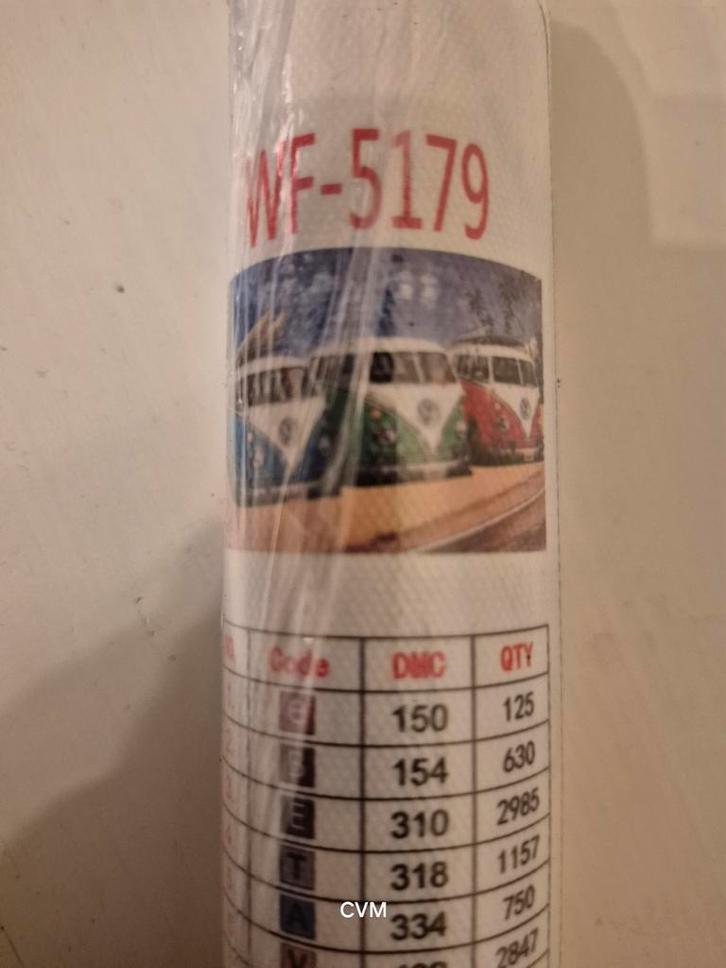 WF-5179
Code DMC QTY
150 125
154 630
E 310 2985
T 318 1157
A 334 750
2847
CVM